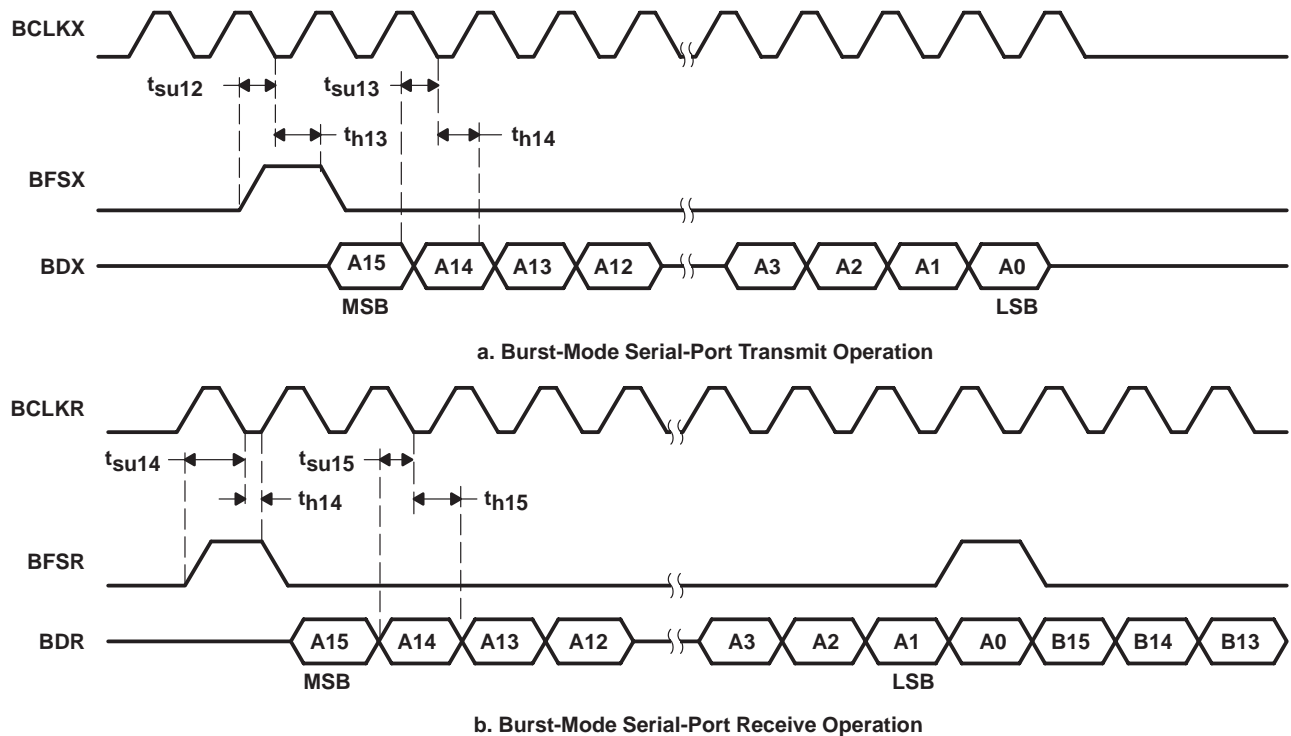 BCLKX
tsu12
tsu13
th13
th14
BFSX
BDX
A15 A14 A13 A12 A3 A2 A1 A0
MSB LSB
a. Burst-Mode Serial-Port Transmit Operation
BCLKR
tsu14
tsu15
th14
th15
BFSR
BDR
A15 A14 A13 A12 A3 A2 A1 A0 B15 B14 B13
MSB LSB
b. Burst-Mode Serial-Port Receive Operation